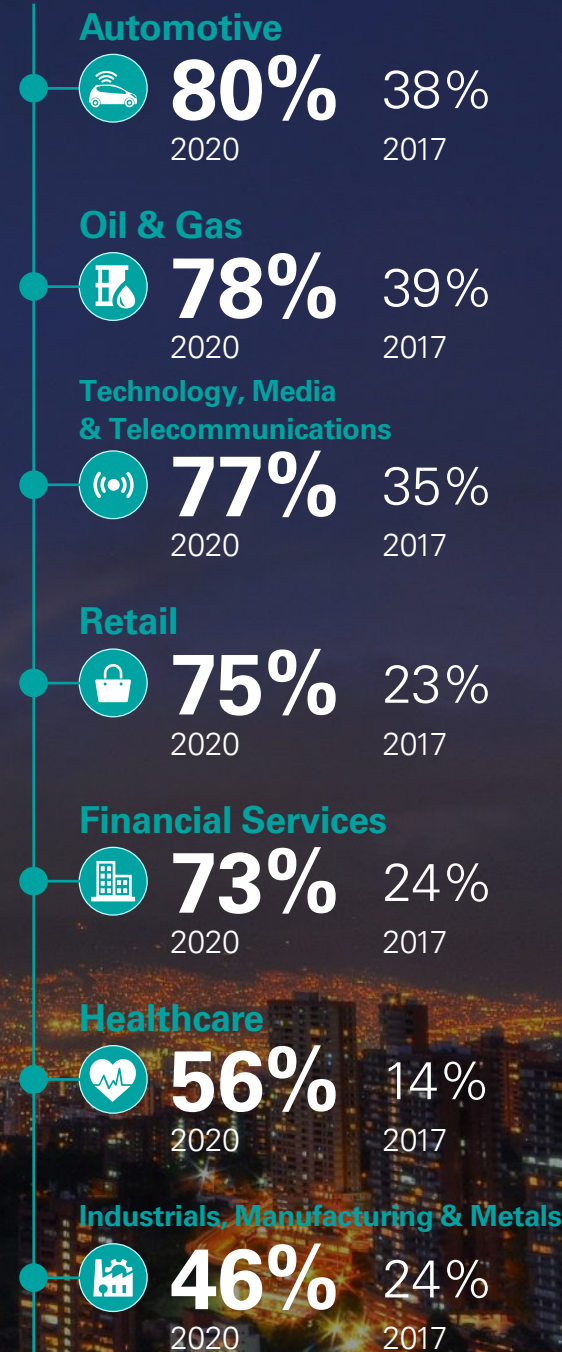 Automotive
80% 38%
2020 2017
Oil & Gas
78% 39%
2020 2017
Technology, Media
& Telecommunications
77% 35%
2020 2017
Retail
75% 23%
2020 2017
Financial Services
73% 24%
2020 2017
Healthcare
56% 14%
2020 2017
Industrials, Manufacturing & Metals
46% 24%
2020 2017